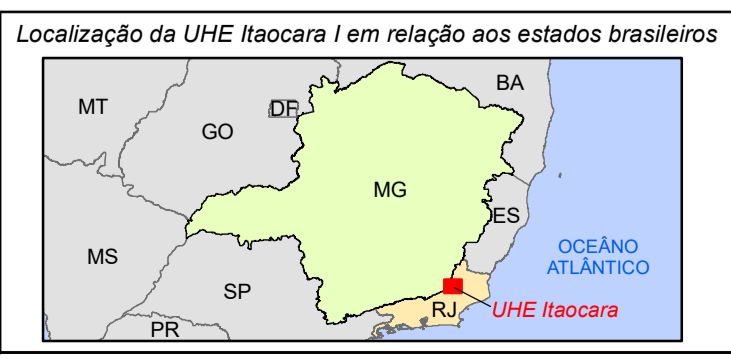 Localização da UHE Itaocara I em relação aos estados brasileiros
BA
MT
DF
GO
MG
ES
OCEÂNO
ATLÂNTICO
MS
SP
RJ
UHE Itaocara
PR